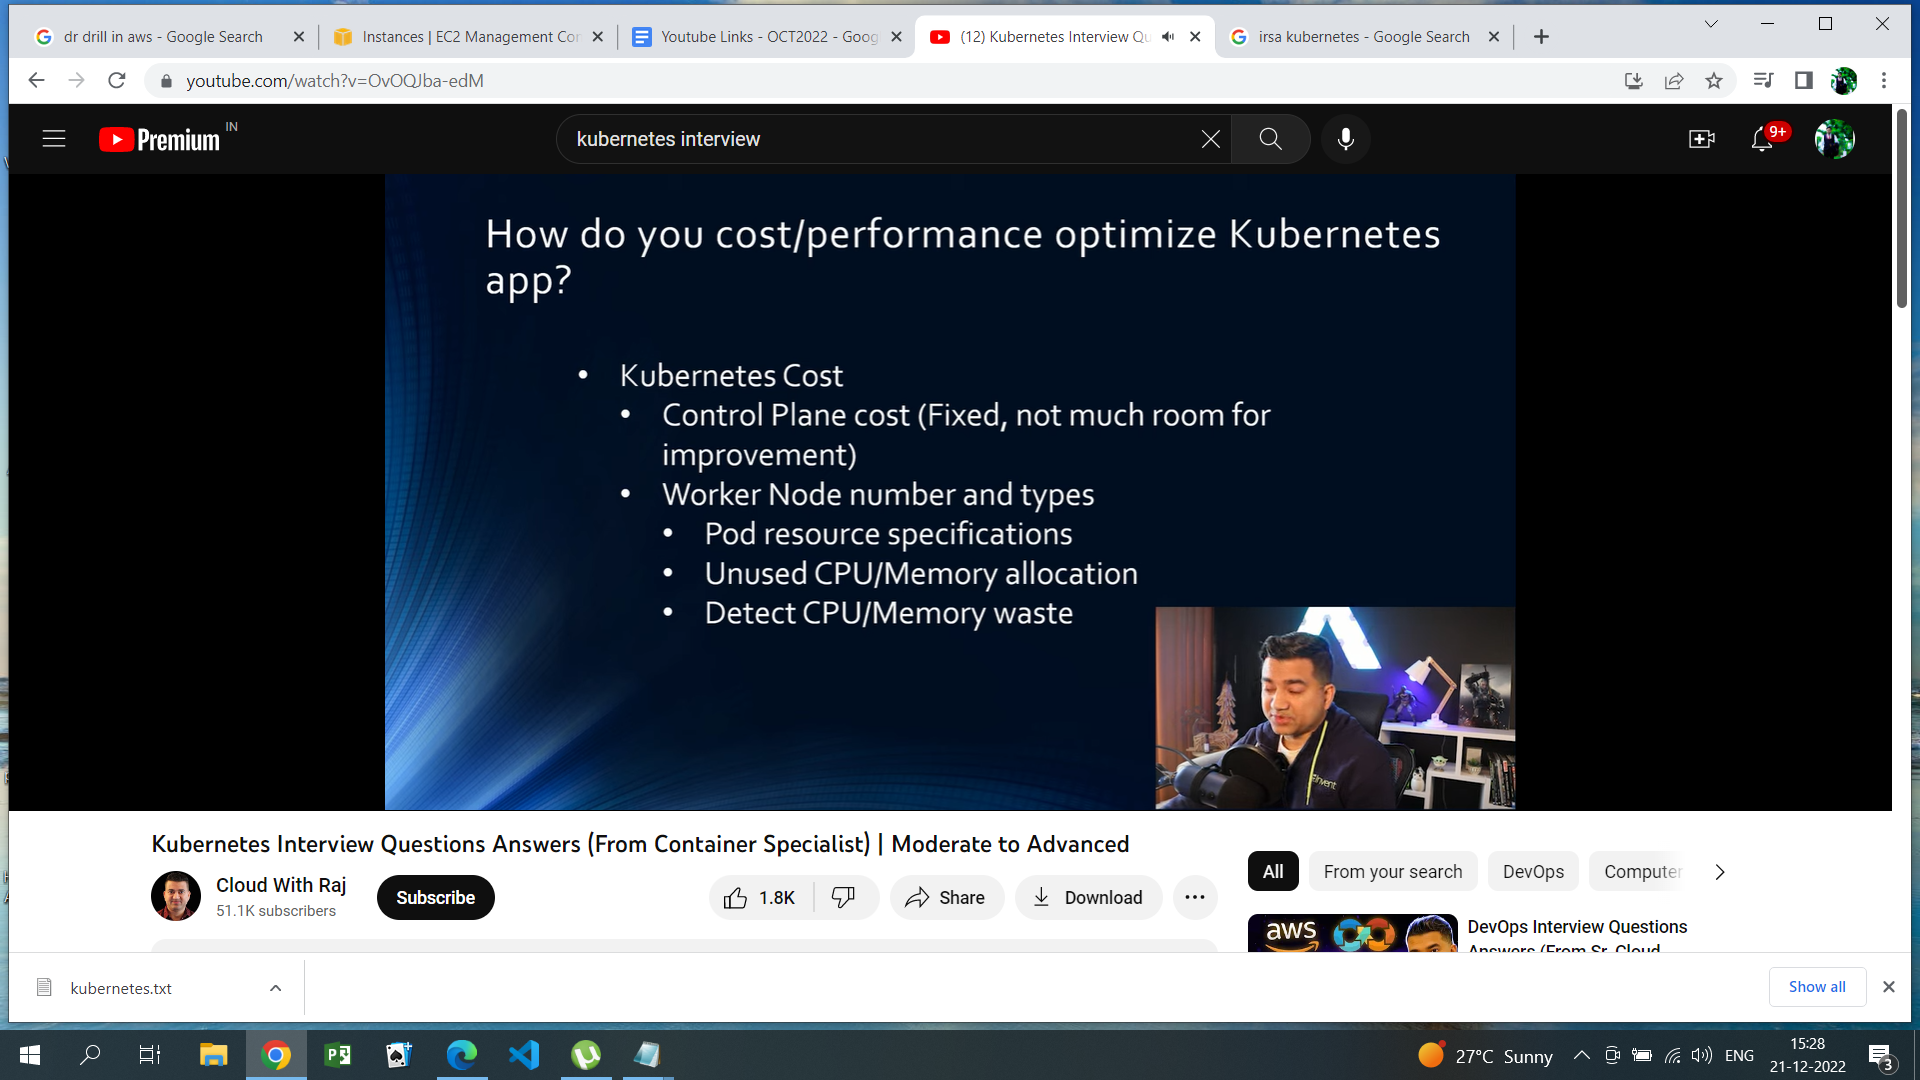 dr drill in aws - Google Search
Instances | EC2 Management Con
Youtube Links - OCT2022 - Goog
(12) Kubernetes Interview Qu
irsa kubernetes - Google Search
youtube.com/watch?v=OvOQJba-edM
Premium IN
kubernetes interview
9+
How do you cost/performance optimize Kubernetes
app?
• Kubernetes Cost
• Control Plane cost (Fixed, not much room for
improvement)
• Worker Node number and types
• Pod resource specifications
• Unused CPU/Memory allocation
• Detect CPU/Memory waste
Kubernetes Interview Questions Answers (From Container Specialist) | Moderate to Advanced
Cloud With Raj
51.1K subscribers
Subscribe
1.8K
Share
Download
All
From your search
DevOps
Computer
aws
DevOps Interview Questions
Answers (From Sr. Cloud
kubernetes.txt
Show all
27°C Sunny
ENG
15:28
21-12-2022
3